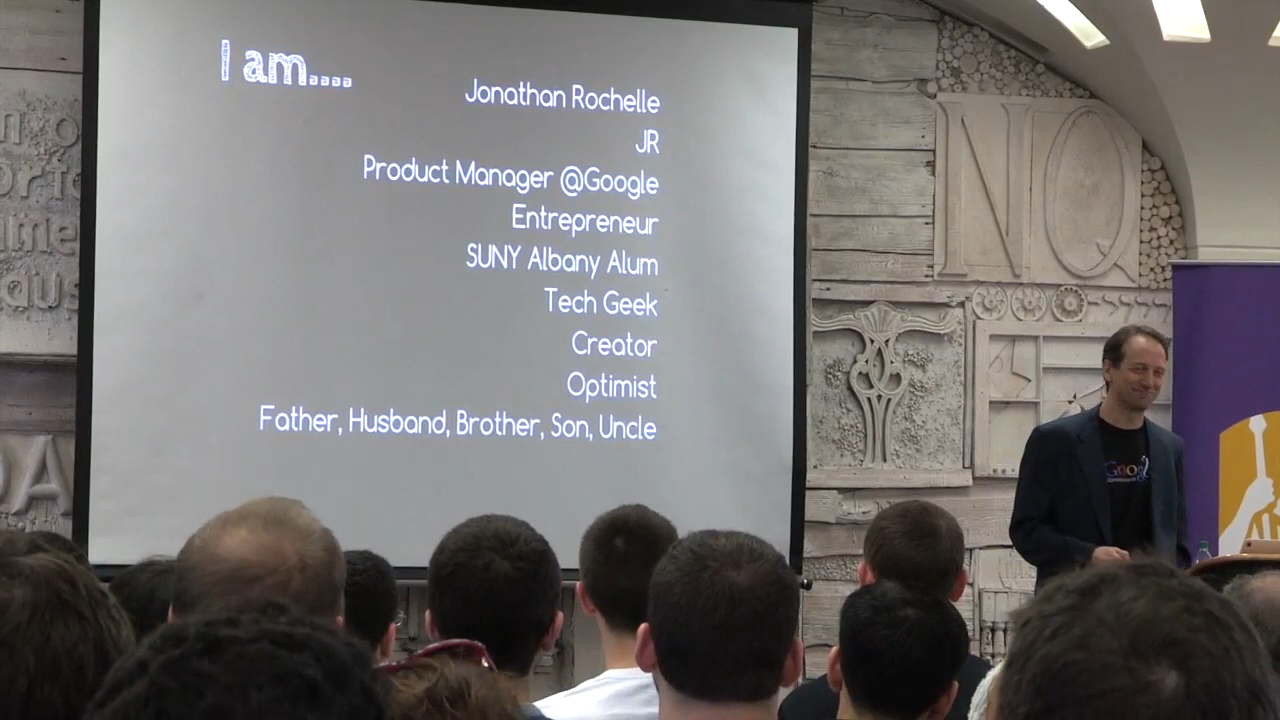 I am....
Jonathan Rochelle
JR
Product Manager @Google
Entrepreneur
SUNY Albany Alum
Tech Geek
Creator
Optimist
Father, Husband, Brother, Son, Uncle
NQ
Google